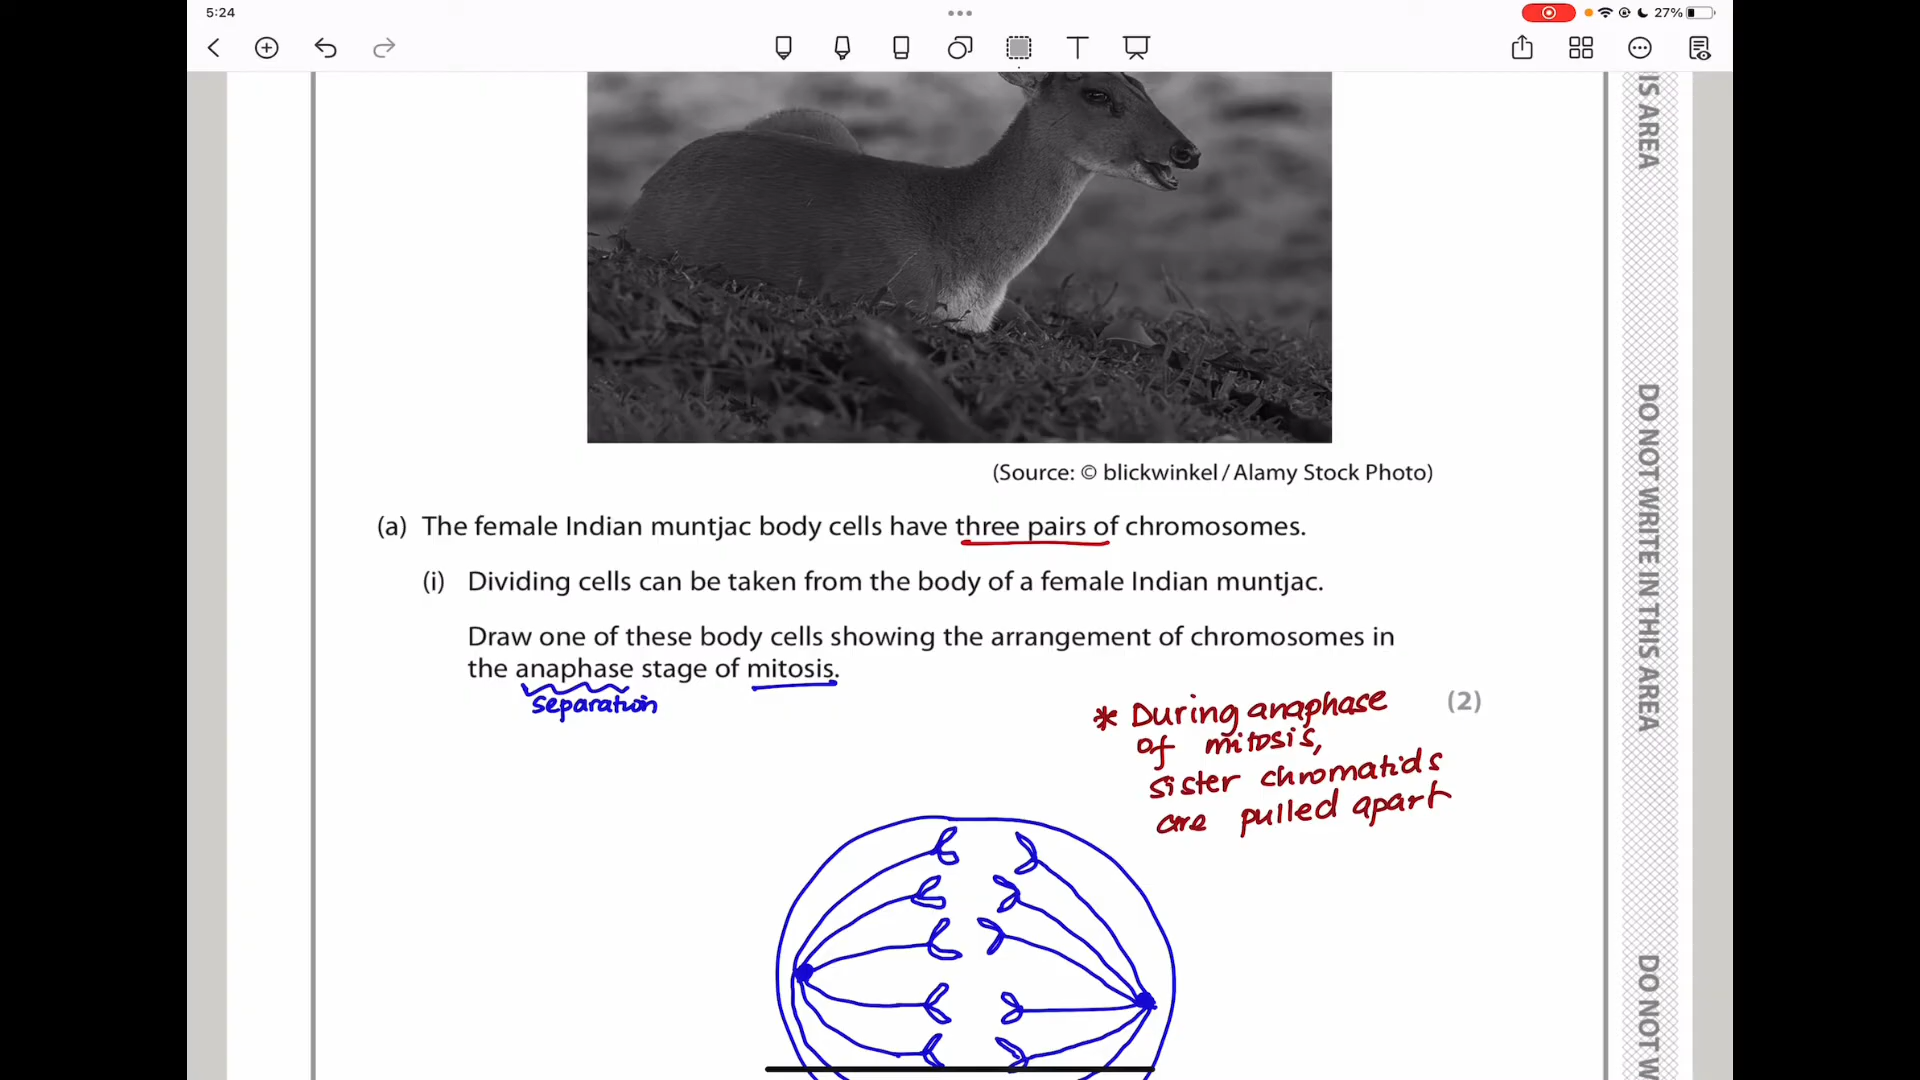 5:24
27%
IS AREA
(Source: © blickwinkel / Alamy Stock Photo)
(a) The female Indian muntjac body cells have three pairs of chromosomes.
(i) Dividing cells can be taken from the body of a female Indian muntjac.
Draw one of these body cells showing the arrangement of chromosomes in
the anaphase stage of mitosis.
separation
(2)
* During anaphase
of mitosis,
sister chromatids
are pulled apart
DO NOT WRITE IN THIS AREA
DO NOT W